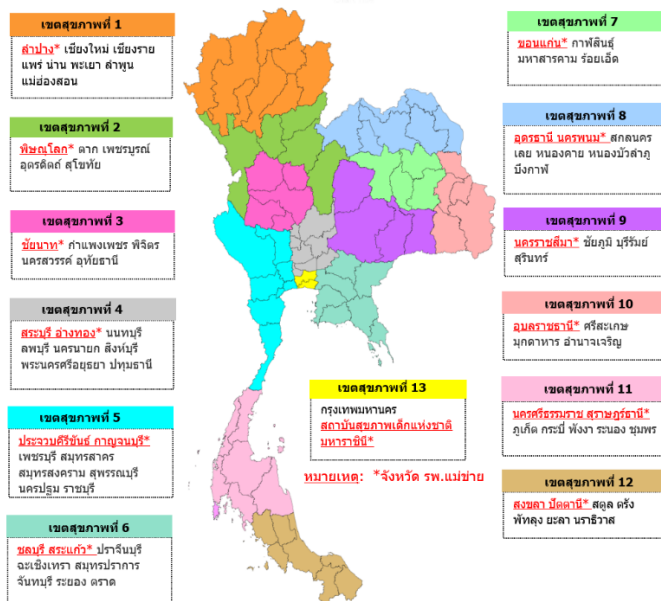 เขตสุขภาพที่ 1
ลำปาง* เชียงใหม่ เชียงราย
แพร่ น่าน พะเยา ลำพูน
แม่ฮ่องสอน
เขตสุขภาพที่ 2
พิษณุโลก* ตาก เพชรบูรณ์
อุตรดิตถ์ สุโขทัย
เขตสุขภาพที่ 3
ชัยนาท* กำแพงเพชร พิจิตร
นครสวรรค์ อุทัยธานี
เขตสุขภาพที่ 4
สระบุรี อ่างทอง* นนทบุรี
ลพบุรี นครนายก สิงห์บุรี
พระนครศรีอยุธยา ปทุมธานี
เขตสุขภาพที่ 5
ประจวบคีรีขันธ์ กาญจนบุรี*
เพชรบุรี สมุทรสาคร
สมุทรสงคราม สุพรรณบุรี
นครปฐม ราชบุรี
เขตสุขภาพที่ 6
ชลบุรี สระแก้ว* ปราจีนบุรี
ฉะเชิงเทรา สมุทรปราการ
จันทบุรี ระยอง ตราด
เขตสุขภาพที่ 13
กรุงเทพมหานคร
สถาบันสุขภาพเด็กแห่งชาติ
มหาราชินี*
หมายเหตุ: *จังหวัด รพ.แม่ข่าย
เขตสุขภาพที่ 7
ขอนแก่น* กาฬสินธุ์
มหาสารคาม ร้อยเอ็ด
เขตสุขภาพที่ 8
อุดรธานี นครพนม* สกลนคร
เลย หนองคาย หนองบัวลำภู
บึงกาฬ
เขตสุขภาพที่ 9
นครราชสีมา* ชัยภูมิ บุรีรัมย์
สุรินทร์
เขตสุขภาพที่ 10
อุบลราชธานี* ศรีสะเกษ
มุกดาหาร อำนาจเจริญ
เขตสุขภาพที่ 11
นครศรีธรรมราช สุราษฎร์ธานี*
ภูเก็ต กระบี่ พังงา ระนอง ชุมพร
เขตสุขภาพที่ 12
สงขลา ปัตตานี* สตูล ตรัง
พัทลุง ยะลา นราธิวาส